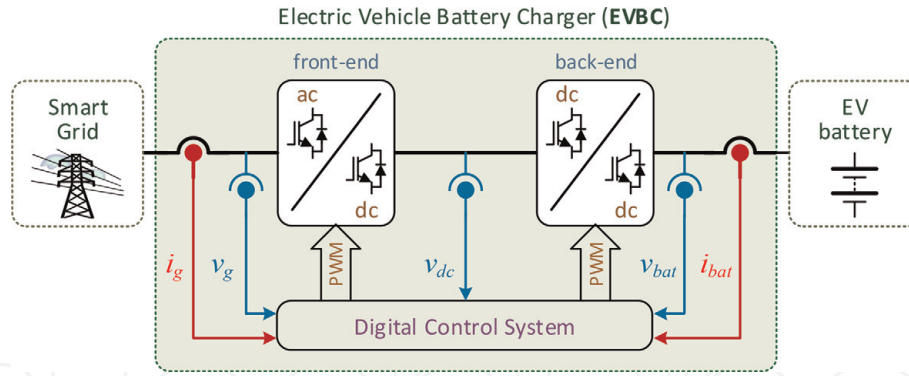 Electric Vehicle Battery Charger (EVBC)
front-end
back-end
Smart
Grid
ac
dc
dc
dc
EV
battery
i_g
v_g
PWM
v_dc
PWM
v_bat
i_bat
Digital Control System